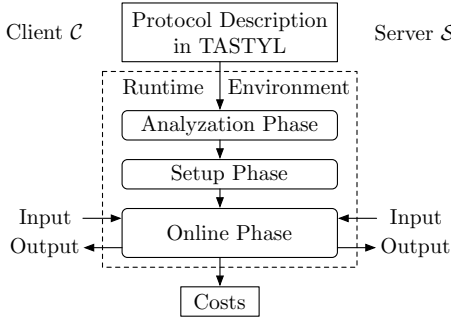 Client C
Protocol Description
in TASTYL
Server S
Runtime Environment
Analyzation Phase
Setup Phase
Input
Output
Online Phase
Input
Output
Costs